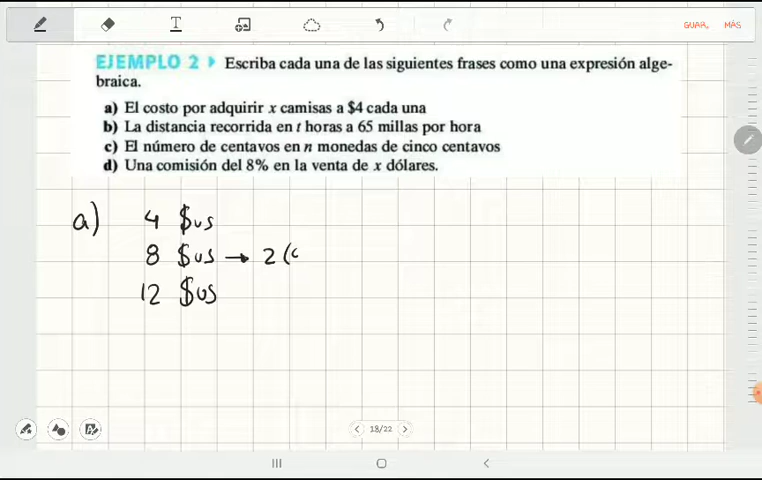 GUAR. MÁS
EJEMPLO 2 Escriba cada una de las siguientes frases como una expresión alge-
braica.
a) El costo por adquirir x camisas a $4 cada una
b) La distancia recorrida en t horas a 65 millas por hora
c) El número de centavos en n monedas de cinco centavos
d) Una comisión del 8% en la venta de x dólares.
a) 4 $us
8 $us → 2 (
12 $us
18/22